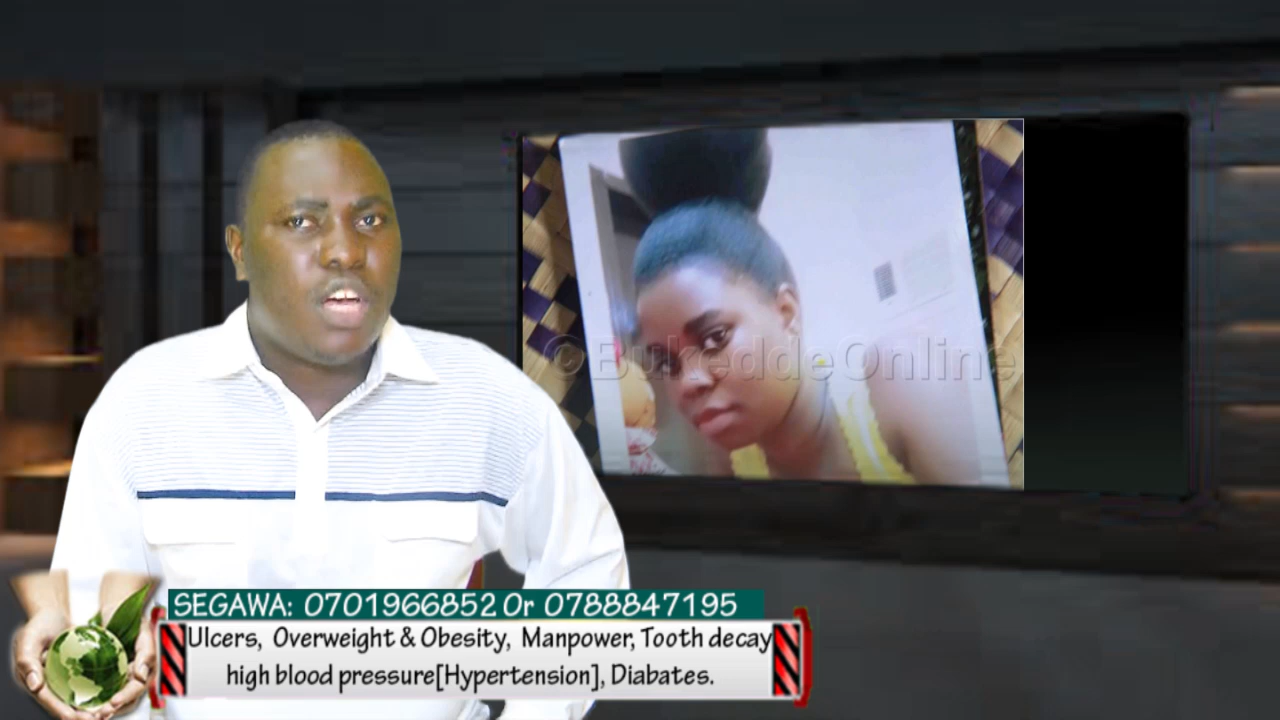 ©BukeddeOnline
SEGAWA: 0701966852 Or 0788847195
Ulcers, Overweight & Obesity, Manpower, Tooth decay
high blood pressure[Hypertension], Diabates.